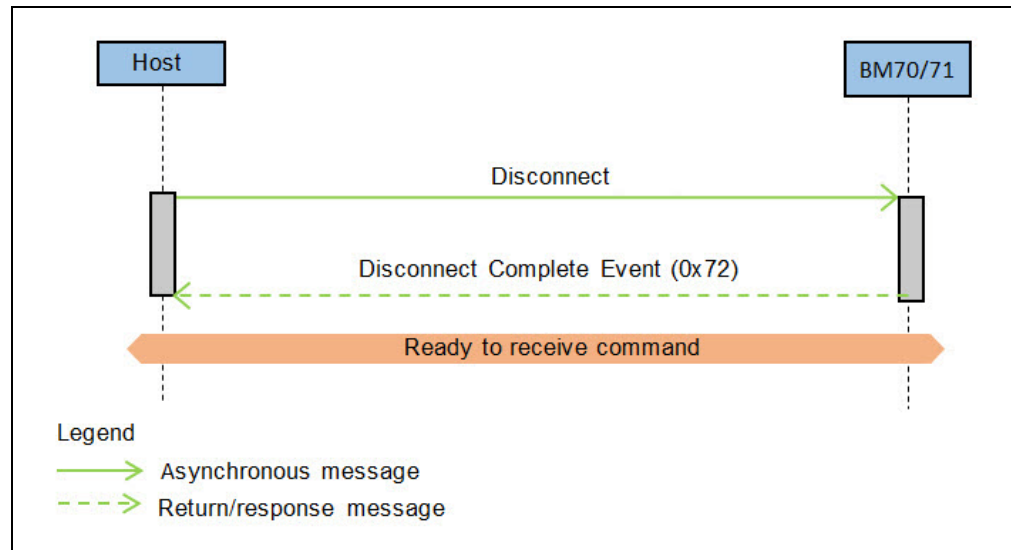 Host
BM70/71
Disconnect
Disconnect Complete Event (0x72)
Ready to receive command
Legend
Asynchronous message
Return/response message